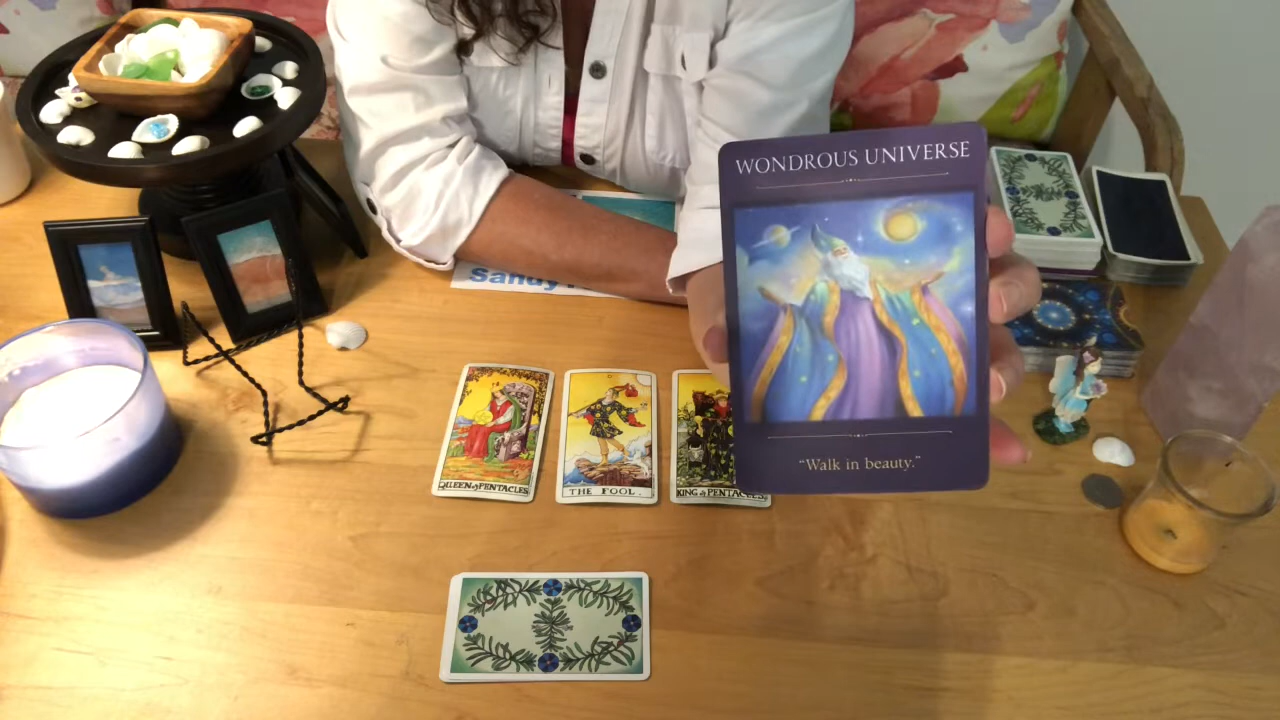 WONDROUS UNIVERSE
"Walk in beauty."
Sandy
QUEEN of PENTACLES
THE FOOL.
KING of PENTACLES